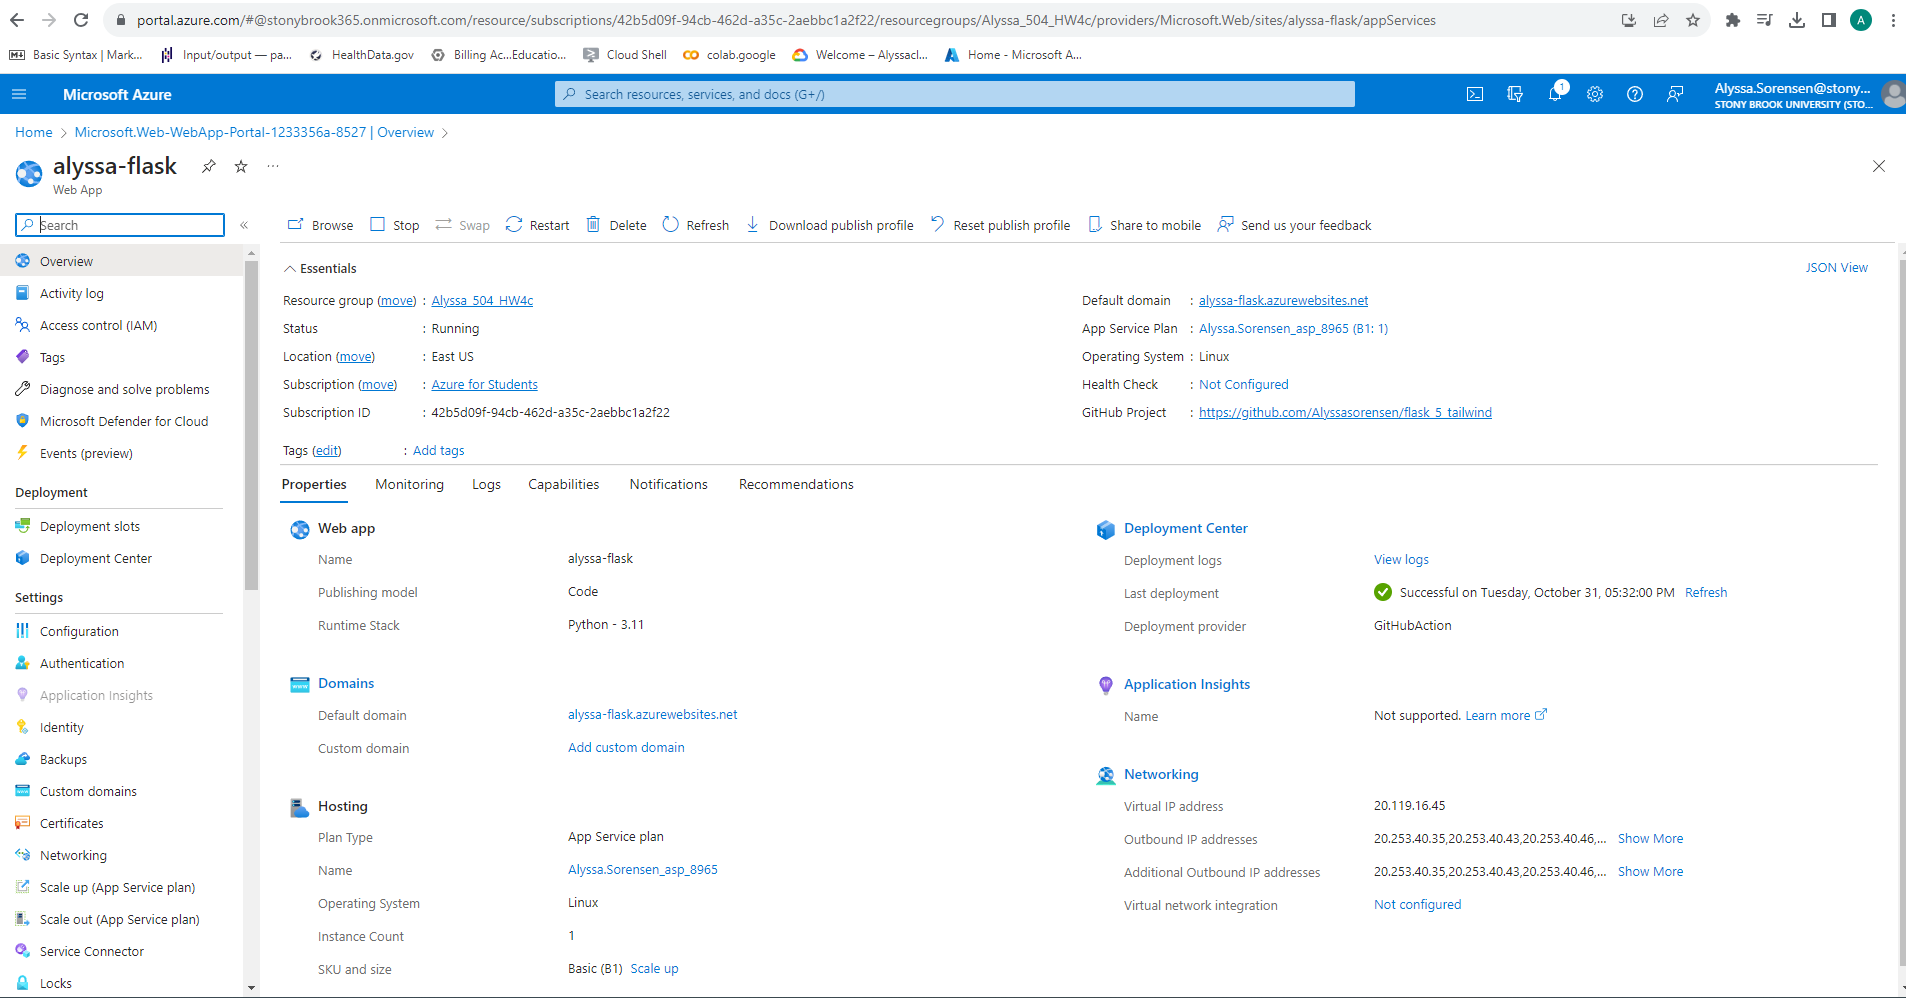 portal.azure.com/#@stonybrook365.onmicrosoft.com/resource/subscriptions/42b5d09f-94cb-462d-a35c-2aebbc1a2f22/resourcegroups/Alyssa_504_HW4c/providers/Microsoft.Web/sites/alyssa-flask/appServices
A
Basic Syntax | Mark...
Input/output — pa...
HealthData.gov
Billing Ac...Educatio...
Cloud Shell
colab.google
Welcome – Alyssacl...
Home - Microsoft A...
Microsoft Azure
Search resources, services, and docs (G+/)
1
Alyssa.Sorensen@stony...
STONY BROOK UNIVERSITY (STO...
Home > Microsoft.Web-WebApp-Portal-1233356a-8527 | Overview >
alyssa-flask
Web App
Search
«
Overview
Activity log
Access control (IAM)
Tags
Diagnose and solve problems
Microsoft Defender for Cloud
Events (preview)
Deployment
Deployment slots
Deployment Center
Settings
Configuration
Authentication
Application Insights
Identity
Backups
Custom domains
Certificates
Networking
Scale up (App Service plan)
Scale out (App Service plan)
Service Connector
Locks
Browse Stop Swap Restart Delete Refresh Download publish profile Reset publish profile Share to mobile Send us your feedback
Essentials
JSON View
Resource group (move) : Alyssa_504_HW4c
Status : Running
Location (move) : East US
Subscription (move) : Azure for Students
Subscription ID : 42b5d09f-94cb-462d-a35c-2aebbc1a2f22
Default domain : alyssa-flask.azurewebsites.net
App Service Plan : Alyssa.Sorensen_asp_8965 (B1: 1)
Operating System : Linux
Health Check : Not Configured
GitHub Project : https://github.com/Alyssasorensen/flask_5_tailwind
Tags (edit) : Add tags
Properties Monitoring Logs Capabilities Notifications Recommendations
Web app
Name alyssa-flask
Publishing model Code
Runtime Stack Python - 3.11
Domains
Default domain alyssa-flask.azurewebsites.net
Custom domain Add custom domain
Hosting
Plan Type App Service plan
Name Alyssa.Sorensen_asp_8965
Operating System Linux
Instance Count 1
SKU and size Basic (B1) Scale up
Deployment Center
Deployment logs View logs
Last deployment Successful on Tuesday, October 31, 05:32:00 PM Refresh
Deployment provider GitHubAction
Application Insights
Name Not supported. Learn more
Networking
Virtual IP address 20.119.16.45
Outbound IP addresses 20.253.40.35,20.253.40.43,20.253.40.46,... Show More
Additional Outbound IP addresses 20.253.40.35,20.253.40.43,20.253.40.46,... Show More
Virtual network integration Not configured